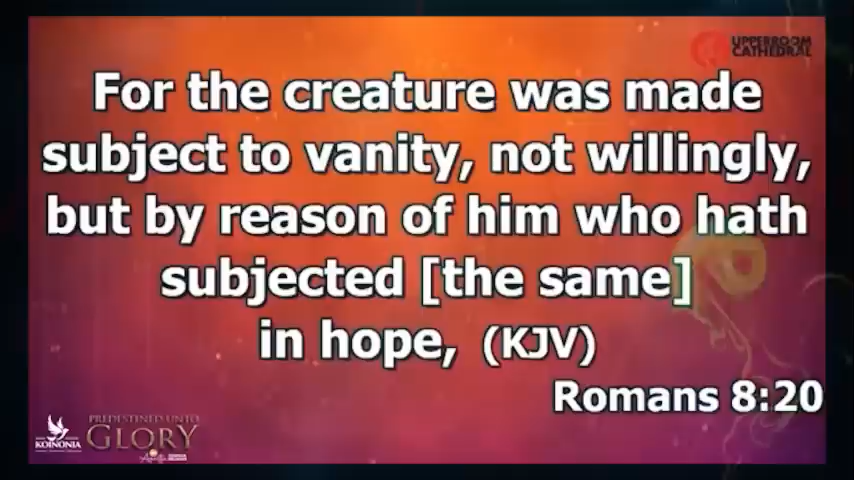 UPPERROOM
CATHEDRAL
For the creature was made
subject to vanity, not willingly,
but by reason of him who hath
subjected [the same]
in hope, (KJV)
Romans 8:20
KOINONIA
PREDESTINED UNTO
GLORY